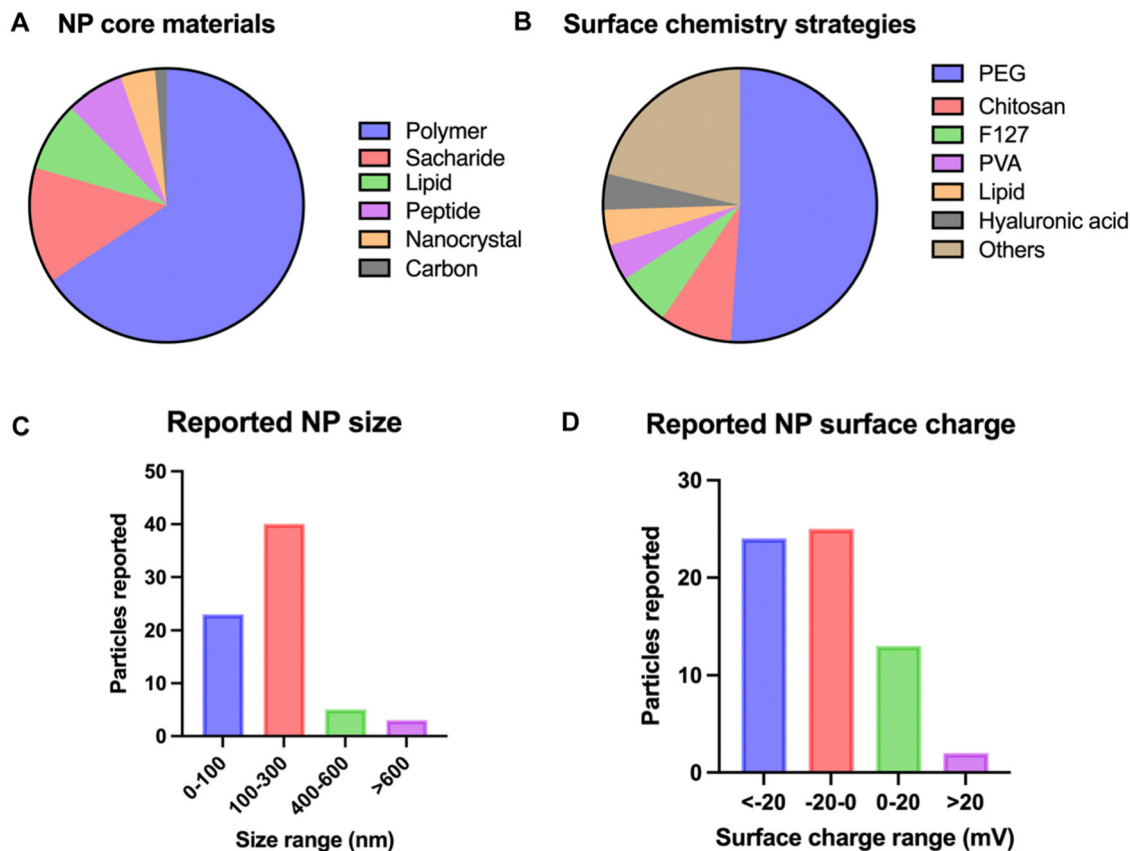 A NP core materials
Polymer
Sacharide
Lipid
Peptide
Nanocrystal
Carbon
B Surface chemistry strategies
PEG
Chitosan
F127
PVA
Lipid
Hyaluronic acid
Others
C Reported NP size
Particles reported
50
40
30
20
10
0
0-100
100-300
400-600
>600
Size range (nm)
D Reported NP surface charge
Particles reported
30
20
10
0
<-20
-20-0
0-20
>20
Surface charge range (mV)